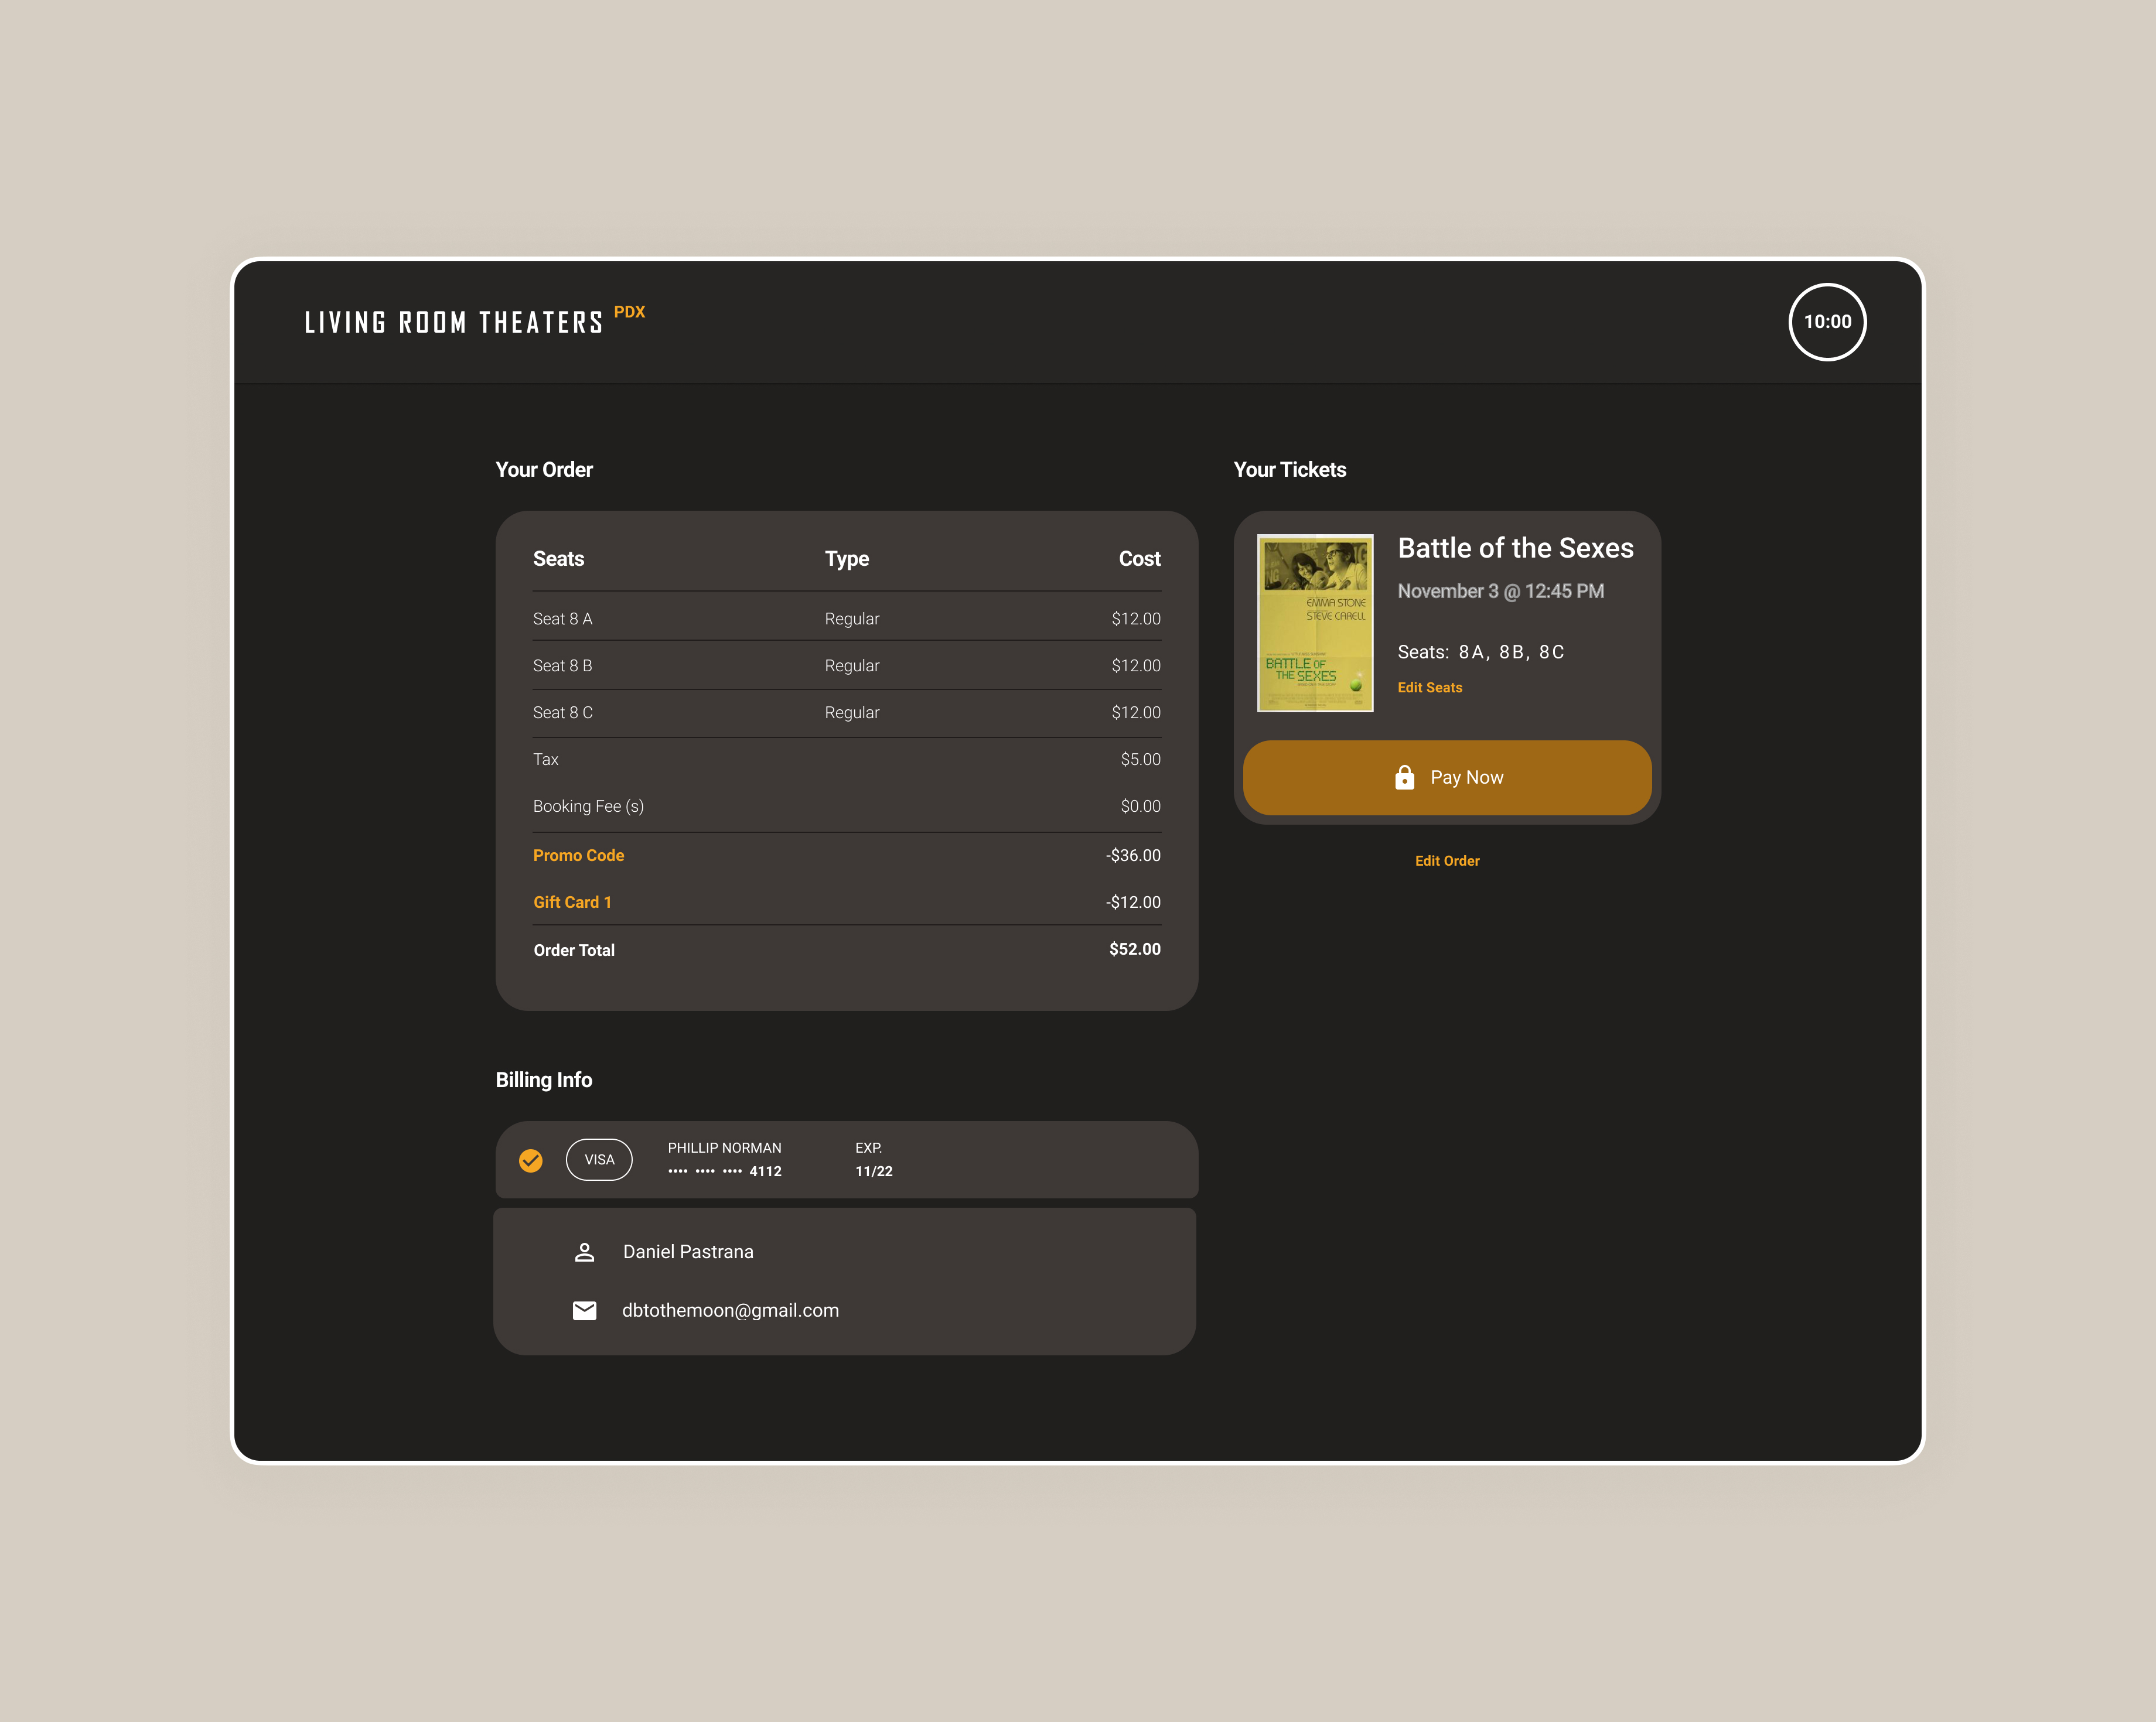 LIVING ROOM THEATERS PDX
10:00
Your Order
Seats Type Cost
Seat 8 A Regular $12.00
Seat 8 B Regular $12.00
Seat 8 C Regular $12.00
Tax $5.00
Booking Fee (s) $0.00
Promo Code -$36.00
Gift Card 1 -$12.00
Order Total $52.00
Your Tickets
EMMA STONE
STEVE CARELL
BATTLE OF
THE SEXES
Battle of the Sexes
November 3 @ 12:45 PM
Seats: 8A, 8B, 8C
Edit Seats
Pay Now
Edit Order
Billing Info
VISA
PHILLIP NORMAN
•••• •••• •••• 4112
EXP.
11/22
Daniel Pastrana
dbtothemoon@gmail.com